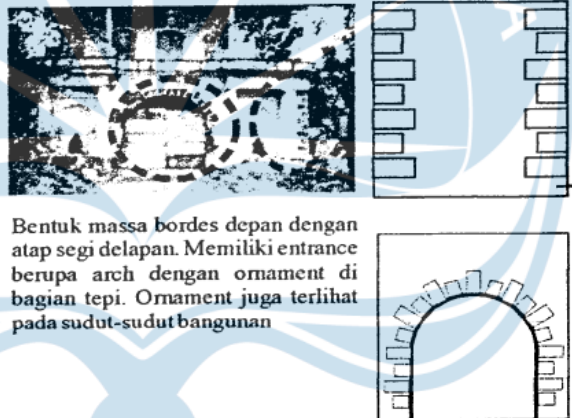 Bentuk massa bordes depan dengan
atap segi delapan. Memiliki entrance
berupa arch dengan ornament di
bagian tepi. Ornament juga terlihat
pada sudut-sudut bangunan